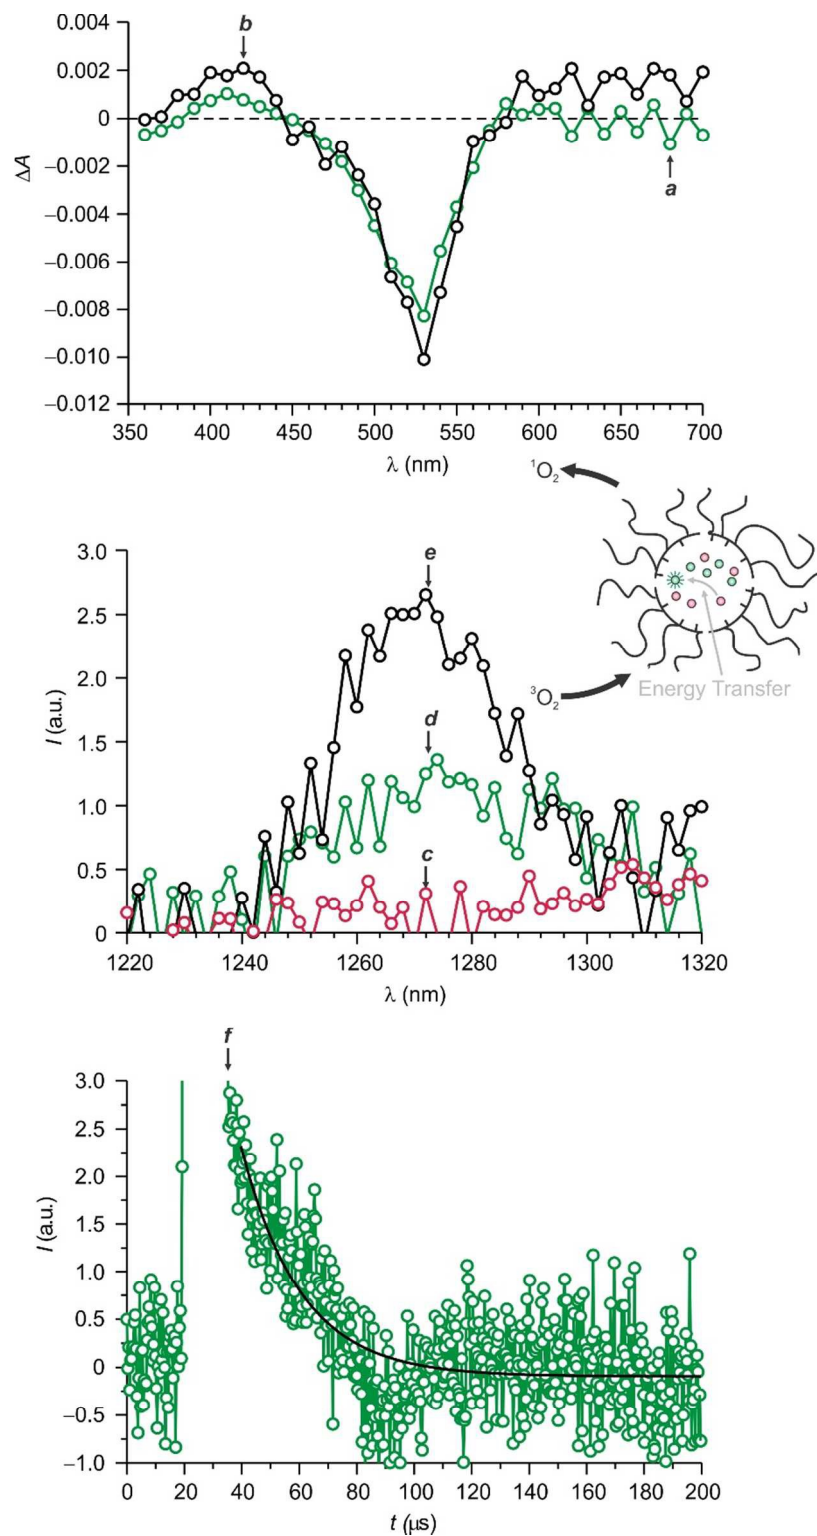 0.004
0.002
0
−0.002
−0.004
−0.006
−0.008
−0.010
−0.012
ΔA
b
a
350 400 450 500 550 600 650 700
λ (nm)
¹O₂
³O₂
Energy Transfer
3.0
2.5
2.0
1.5
1.0
0.5
0
I (a.u.)
e
d
c
1220 1240 1260 1280 1300 1320
λ (nm)
f
3.0
2.5
2.0
1.5
1.0
0.5
0
−0.5
−1.0
I (a.u.)
0 20 40 60 80 100 120 140 160 180 200
t (μs)